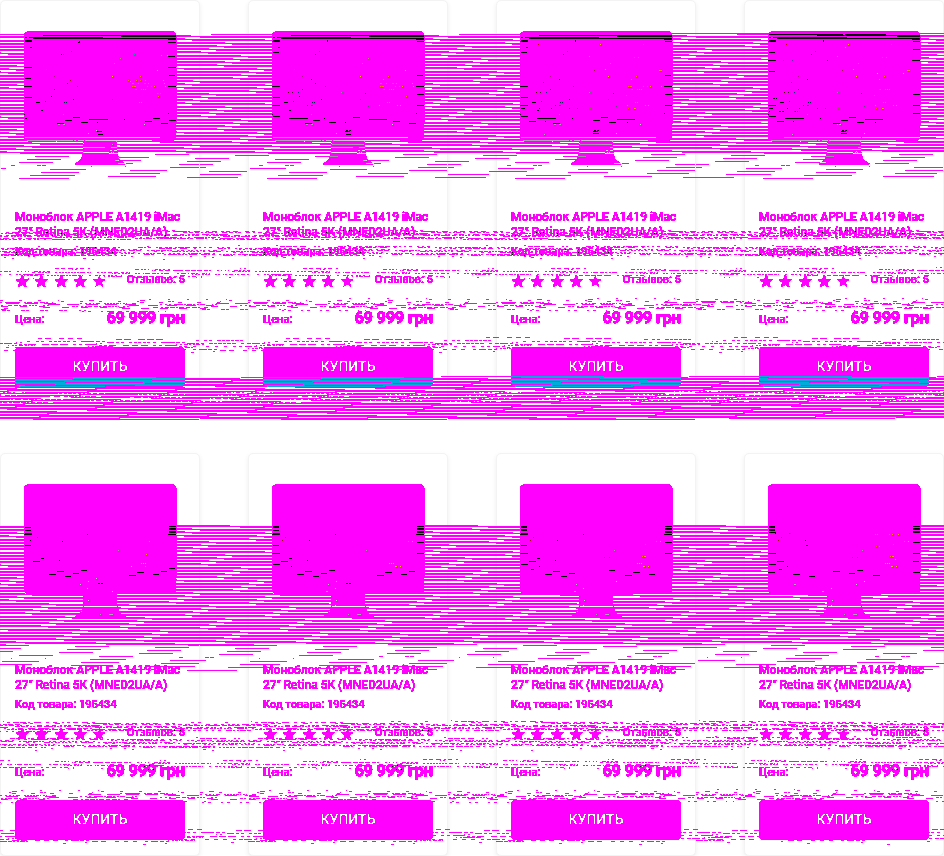 Моноблок APPLE A1419 iMac Моноблок APPLE A1419 iMac Моноблок APPLE A1419 iMac Моноблок APPLE A1419 iMac
27" Retina 5K (MNED2UA/A) 27" Retina 5K (MNED2UA/A) 27" Retina 5K (MNED2UA/A) 27" Retina 5K (MNED2UA/A)
Код товара: 196434 Код товара: 196434 Код товара: 196434 Код товара: 196434
Отзывов: 5 Отзывов: 5 Отзывов: 5 Отзывов: 5
Цена: 69 999 грн Цена: 69 999 грн Цена: 69 999 грн Цена: 69 999 грн
КУПИТЬ КУПИТЬ КУПИТЬ КУПИТЬ
Моноблок APPLE A1419 iMac Моноблок APPLE A1419 iMac Моноблок APPLE A1419 iMac Моноблок APPLE A1419 iMac
27" Retina 5K (MNED2UA/A) 27" Retina 5K (MNED2UA/A) 27" Retina 5K (MNED2UA/A) 27" Retina 5K (MNED2UA/A)
Код товара: 196434 Код товара: 196434 Код товара: 196434 Код товара: 196434
Отзывов: 5 Отзывов: 5 Отзывов: 5 Отзывов: 5
Цена: 69 999 грн Цена: 69 999 грн Цена: 69 999 грн Цена: 69 999 грн
КУПИТЬ КУПИТЬ КУПИТЬ КУПИТЬ